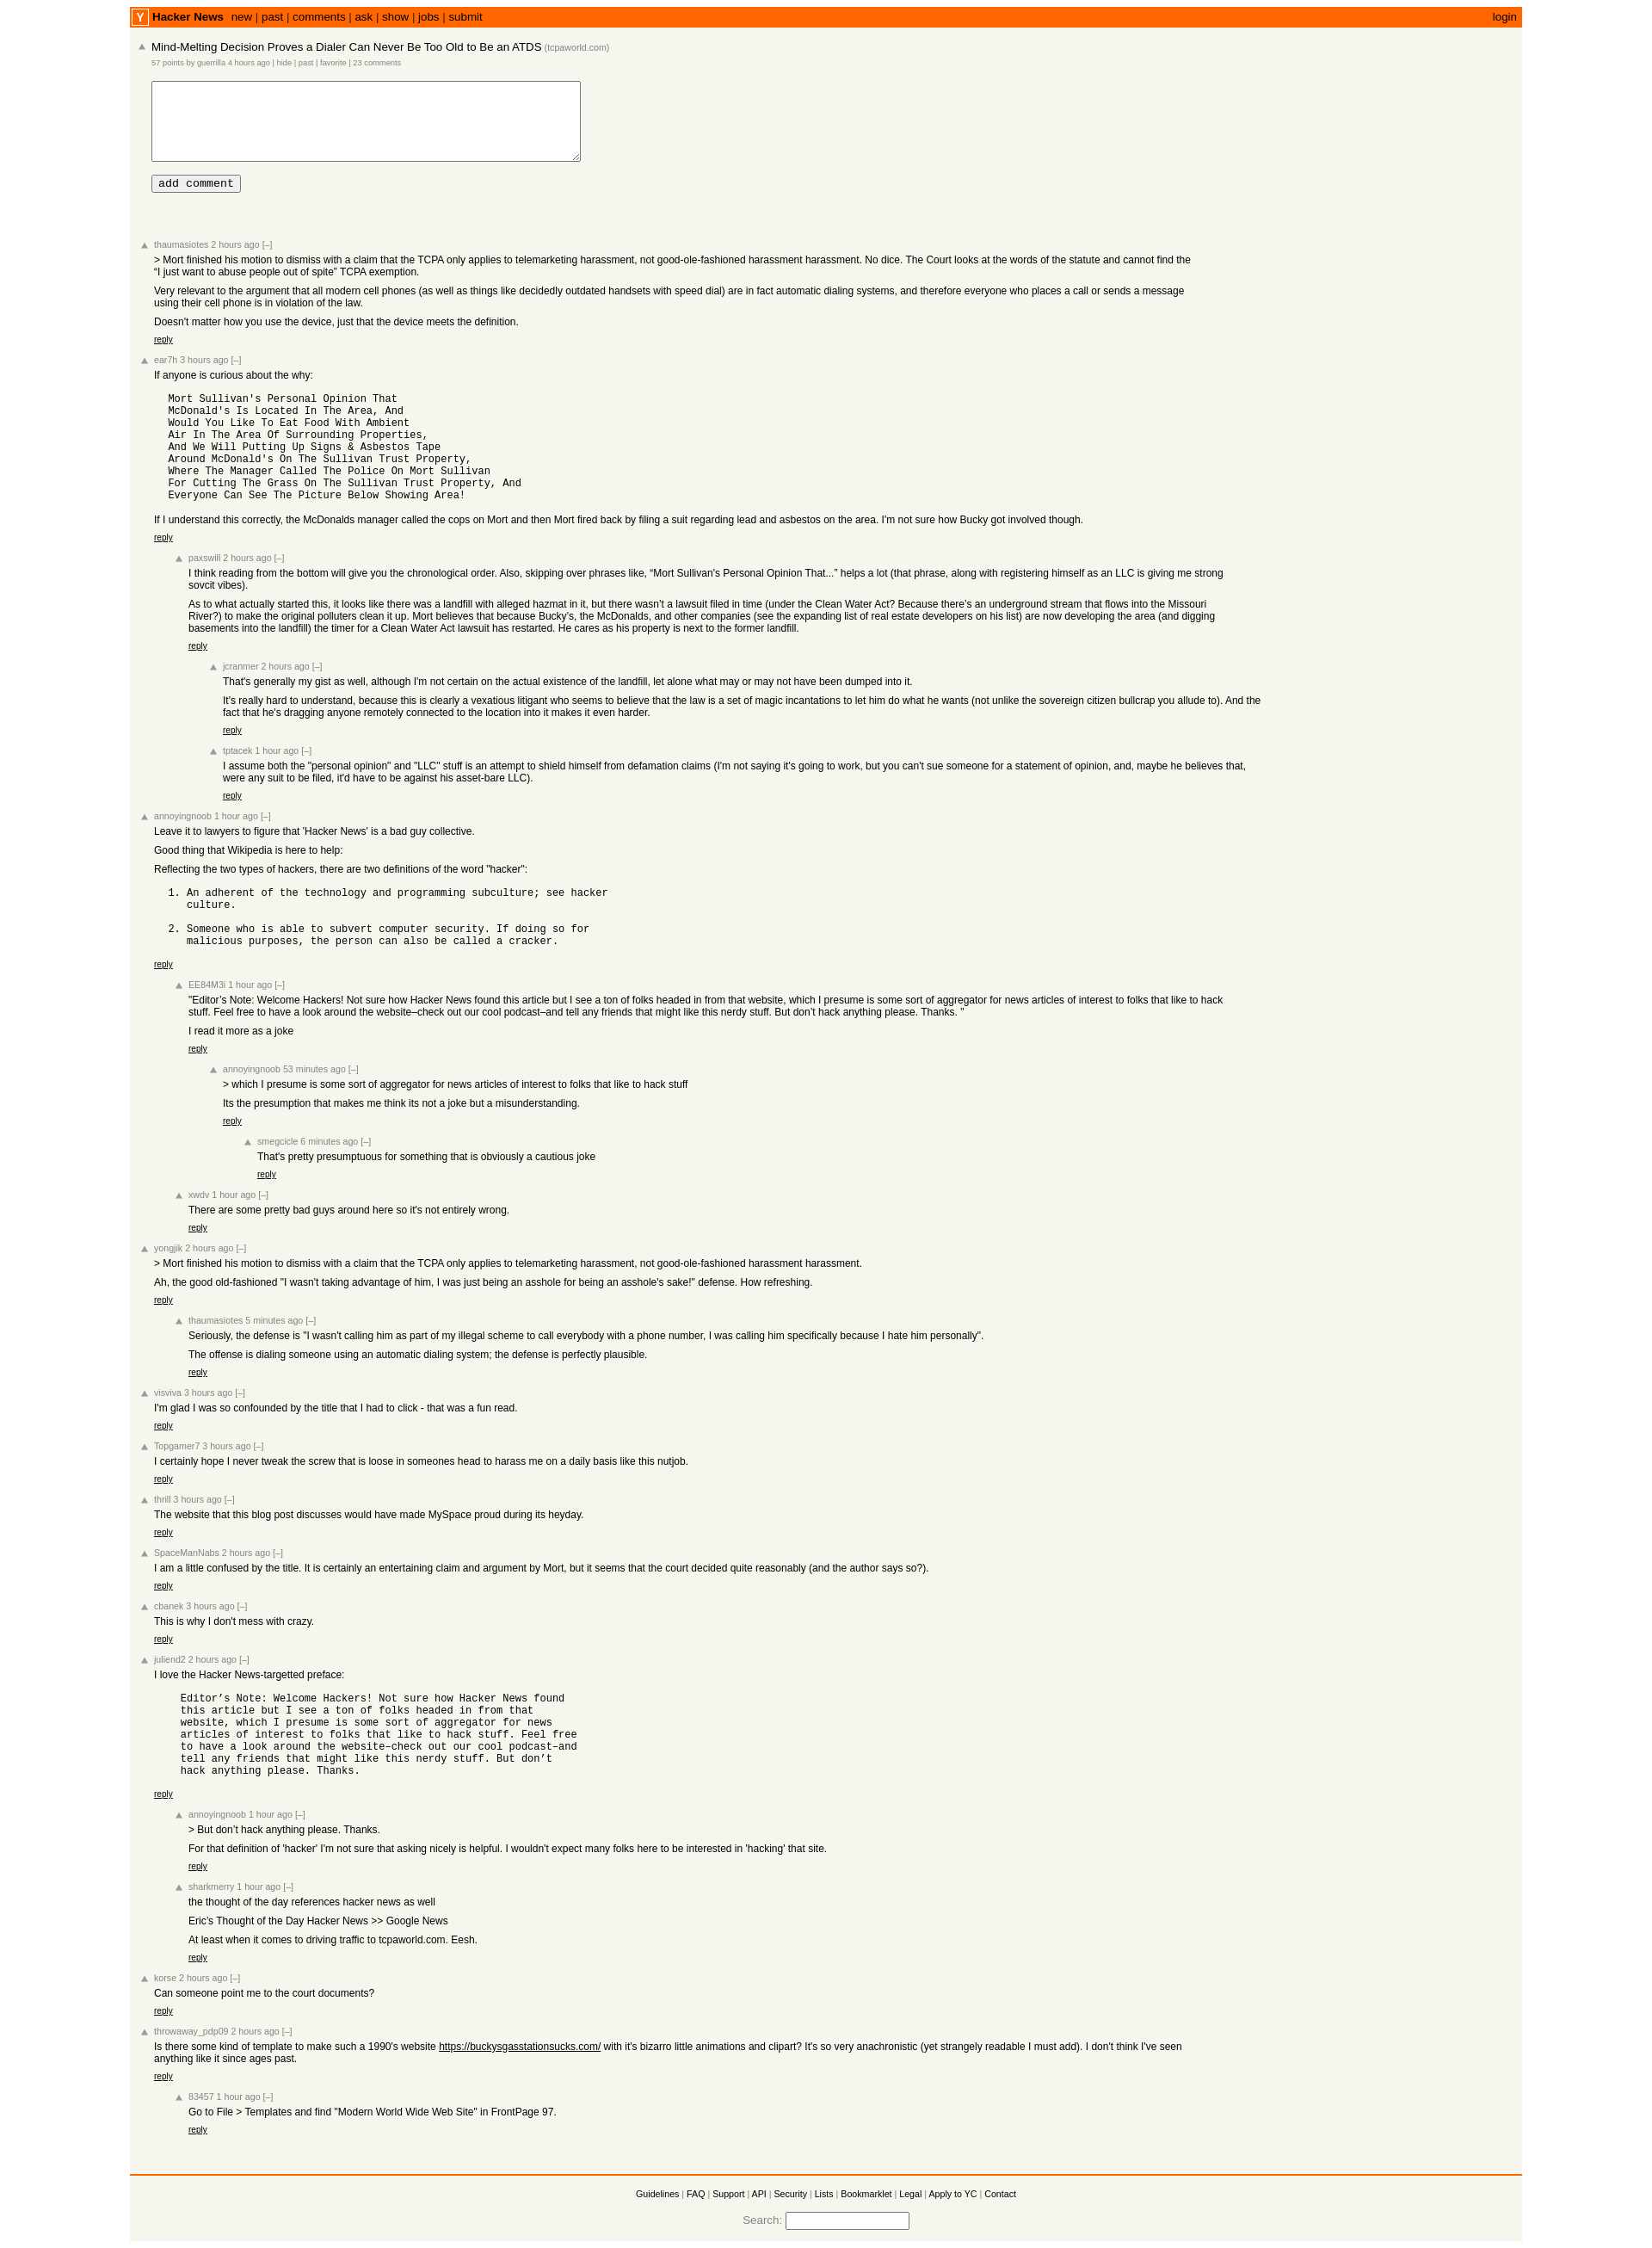 Y Hacker News new | past | comments | ask | show | jobs | submit login
Mind-Melting Decision Proves a Dialer Can Never Be Too Old to Be an ATDS (tcpaworld.com)
57 points by guerrilla 4 hours ago | hide | past | favorite | 23 comments
add comment
thaumasiotes 2 hours ago [–]
> Mort finished his motion to dismiss with a claim that the TCPA only applies to telemarketing harassment, not good-ole-fashioned harassment harassment. No dice. The Court looks at the words of the statute and cannot find the
“I just want to abuse people out of spite” TCPA exemption.
Very relevant to the argument that all modern cell phones (as well as things like decidedly outdated handsets with speed dial) are in fact automatic dialing systems, and therefore everyone who places a call or sends a message
using their cell phone is in violation of the law.
Doesn't matter how you use the device, just that the device meets the definition.
reply
ear7h 3 hours ago [–]
If anyone is curious about the why:
Mort Sullivan's Personal Opinion That
McDonald's Is Located In The Area, And
Would You Like To Eat Food With Ambient
Air In The Area Of Surrounding Properties,
And We Will Putting Up Signs & Asbestos Tape
Around McDonald's On The Sullivan Trust Property,
Where The Manager Called The Police On Mort Sullivan
For Cutting The Grass On The Sullivan Trust Property, And
Everyone Can See The Picture Below Showing Area!
If I understand this correctly, the McDonalds manager called the cops on Mort and then Mort fired back by filing a suit regarding lead and asbestos on the area. I'm not sure how Bucky got involved though.
reply
paxswill 2 hours ago [–]
I think reading from the bottom will give you the chronological order. Also, skipping over phrases like, “Mort Sullivan's Personal Opinion That...” helps a lot (that phrase, along with registering himself as an LLC is giving me strong
sovcit vibes).
As to what actually started this, it looks like there was a landfill with alleged hazmat in it, but there wasn’t a lawsuit filed in time (under the Clean Water Act? Because there’s an underground stream that flows into the Missouri
River?) to make the original polluters clean it up. Mort believes that because Bucky’s, the McDonalds, and other companies (see the expanding list of real estate developers on his list) are now developing the area (and digging
basements into the landfill) the timer for a Clean Water Act lawsuit has restarted. He cares as his property is next to the former landfill.
reply
jcranmer 2 hours ago [–]
That's generally my gist as well, although I'm not certain on the actual existence of the landfill, let alone what may or may not have been dumped into it.
It's really hard to understand, because this is clearly a vexatious litigant who seems to believe that the law is a set of magic incantations to let him do what he wants (not unlike the sovereign citizen bullcrap you allude to). And the
fact that he's dragging anyone remotely connected to the location into it makes it even harder.
reply
tptacek 1 hour ago [–]
I assume both the "personal opinion" and "LLC" stuff is an attempt to shield himself from defamation claims (I'm not saying it's going to work, but you can't sue someone for a statement of opinion, and, maybe he believes that,
were any suit to be filed, it'd have to be against his asset-bare LLC).
reply
annoyingnoob 1 hour ago [–]
Leave it to lawyers to figure that 'Hacker News' is a bad guy collective.
Good thing that Wikipedia is here to help:
Reflecting the two types of hackers, there are two definitions of the word "hacker":
1. An adherent of the technology and programming subculture; see hacker
culture.
2. Someone who is able to subvert computer security. If doing so for
malicious purposes, the person can also be called a cracker.
reply
EE84M3i 1 hour ago [–]
"Editor’s Note: Welcome Hackers! Not sure how Hacker News found this article but I see a ton of folks headed in from that website, which I presume is some sort of aggregator for news articles of interest to folks that like to hack
stuff. Feel free to have a look around the website–check out our cool podcast–and tell any friends that might like this nerdy stuff. But don’t hack anything please. Thanks. "
I read it more as a joke
reply
annoyingnoob 53 minutes ago [–]
> which I presume is some sort of aggregator for news articles of interest to folks that like to hack stuff
Its the presumption that makes me think its not a joke but a misunderstanding.
reply
smegcicle 6 minutes ago [–]
That's pretty presumptuous for something that is obviously a cautious joke
reply
xwdv 1 hour ago [–]
There are some pretty bad guys around here so it's not entirely wrong.
reply
yongjik 2 hours ago [–]
> Mort finished his motion to dismiss with a claim that the TCPA only applies to telemarketing harassment, not good-ole-fashioned harassment harassment.
Ah, the good old-fashioned "I wasn't taking advantage of him, I was just being an asshole for being an asshole's sake!" defense. How refreshing.
reply
thaumasiotes 5 minutes ago [–]
Seriously, the defense is "I wasn't calling him as part of my illegal scheme to call everybody with a phone number, I was calling him specifically because I hate him personally".
The offense is dialing someone using an automatic dialing system; the defense is perfectly plausible.
reply
visviva 3 hours ago [–]
I'm glad I was so confounded by the title that I had to click - that was a fun read.
reply
Topgamer7 3 hours ago [–]
I certainly hope I never tweak the screw that is loose in someones head to harass me on a daily basis like this nutjob.
reply
thrill 3 hours ago [–]
The website that this blog post discusses would have made MySpace proud during its heyday.
reply
SpaceManNabs 2 hours ago [–]
I am a little confused by the title. It is certainly an entertaining claim and argument by Mort, but it seems that the court decided quite reasonably (and the author says so?).
reply
cbanek 3 hours ago [–]
This is why I don't mess with crazy.
reply
juliend2 2 hours ago [–]
I love the Hacker News-targetted preface:
Editor’s Note: Welcome Hackers! Not sure how Hacker News found
this article but I see a ton of folks headed in from that
website, which I presume is some sort of aggregator for news
articles of interest to folks that like to hack stuff. Feel free
to have a look around the website–check out our cool podcast–and
tell any friends that might like this nerdy stuff. But don’t
hack anything please. Thanks.
reply
annoyingnoob 1 hour ago [–]
> But don’t hack anything please. Thanks.
For that definition of 'hacker' I'm not sure that asking nicely is helpful. I wouldn't expect many folks here to be interested in 'hacking' that site.
reply
sharkmerry 1 hour ago [–]
the thought of the day references hacker news as well
Eric’s Thought of the Day Hacker News >> Google News
At least when it comes to driving traffic to tcpaworld.com. Eesh.
reply
korse 2 hours ago [–]
Can someone point me to the court documents?
reply
throwaway_pdp09 2 hours ago [–]
Is there some kind of template to make such a 1990's website https://buckysgasstationsucks.com/ with it's bizarro little animations and clipart? It's so very anachronistic (yet strangely readable I must add). I don't think I've seen
anything like it since ages past.
reply
83457 1 hour ago [–]
Go to File > Templates and find "Modern World Wide Web Site" in FrontPage 97.
reply
Guidelines | FAQ | Support | API | Security | Lists | Bookmarklet | Legal | Apply to YC | Contact
Search: